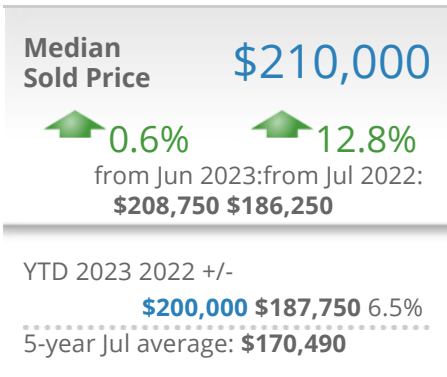 Median
Sold Price
$210,000
0.6%
12.8%
from Jun 2023:from Jul 2022:
$208,750 $186,250
YTD 2023 2022 +/-
$200,000 $187,750 6.5%
5-year Jul average: $170,490